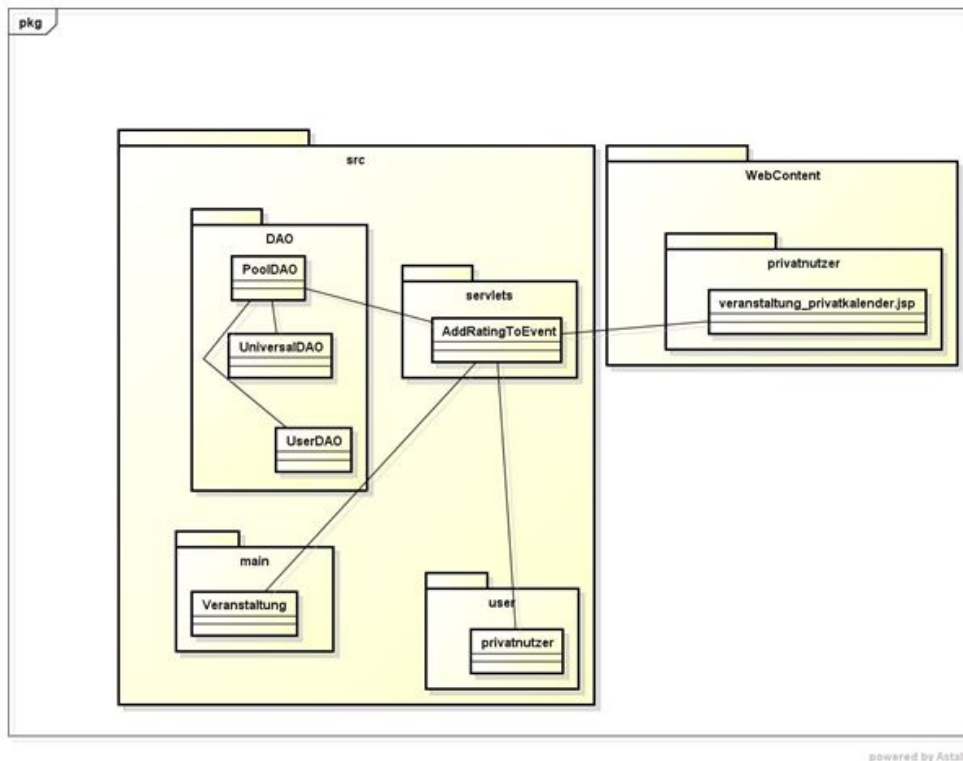 pkg
src
WebContent
DAO
privatnutzer
PoolDAO
servlets
veranstaltung_privatkalender.jsp
AddRatingToEvent
UniversalDAO
UserDAO
main
user
Veranstaltung
privatnutzer
powered by Astah